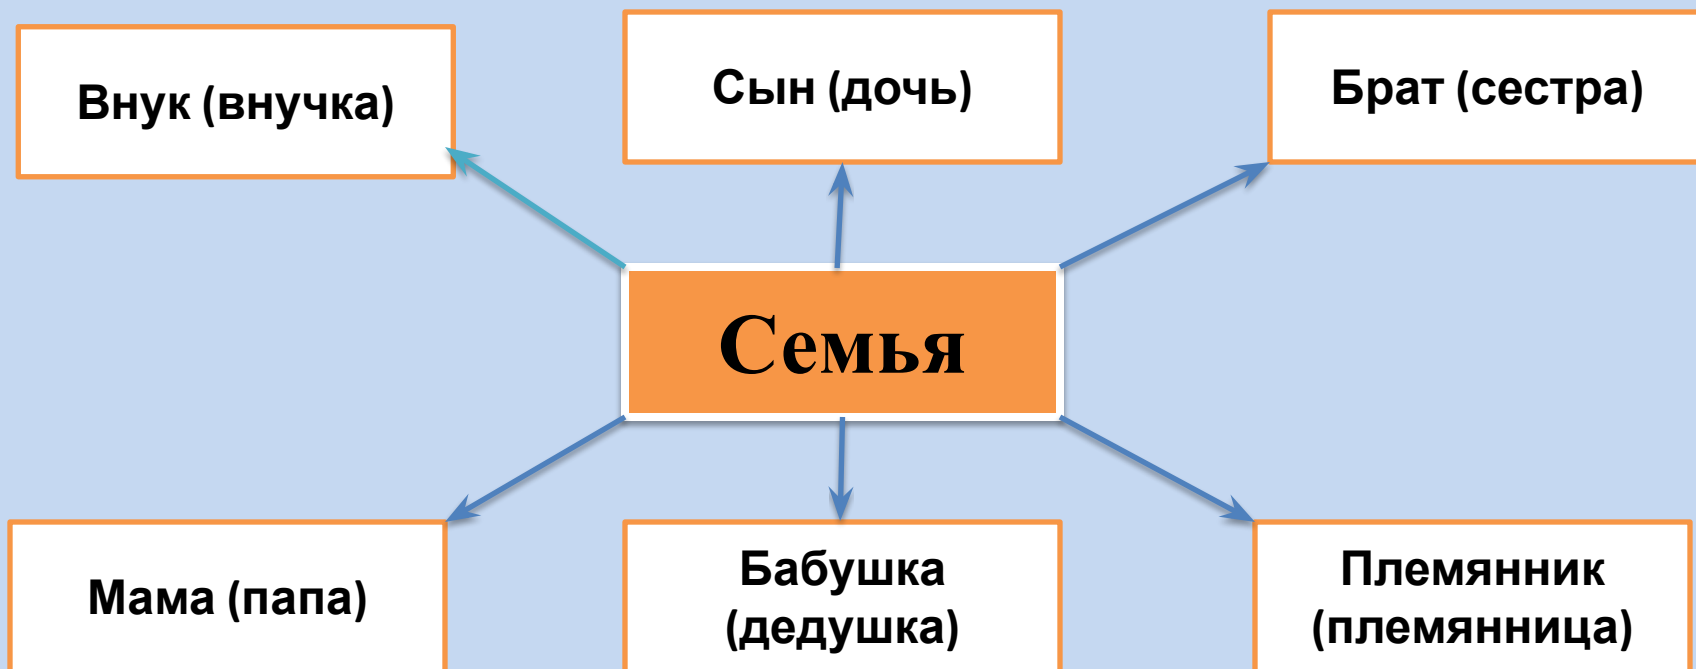 Внук (внучка)
Сын (дочь)
Брат (сестра)
Семья
Мама (папа)
Бабушка
(дедушка)
Племянник
(племянница)